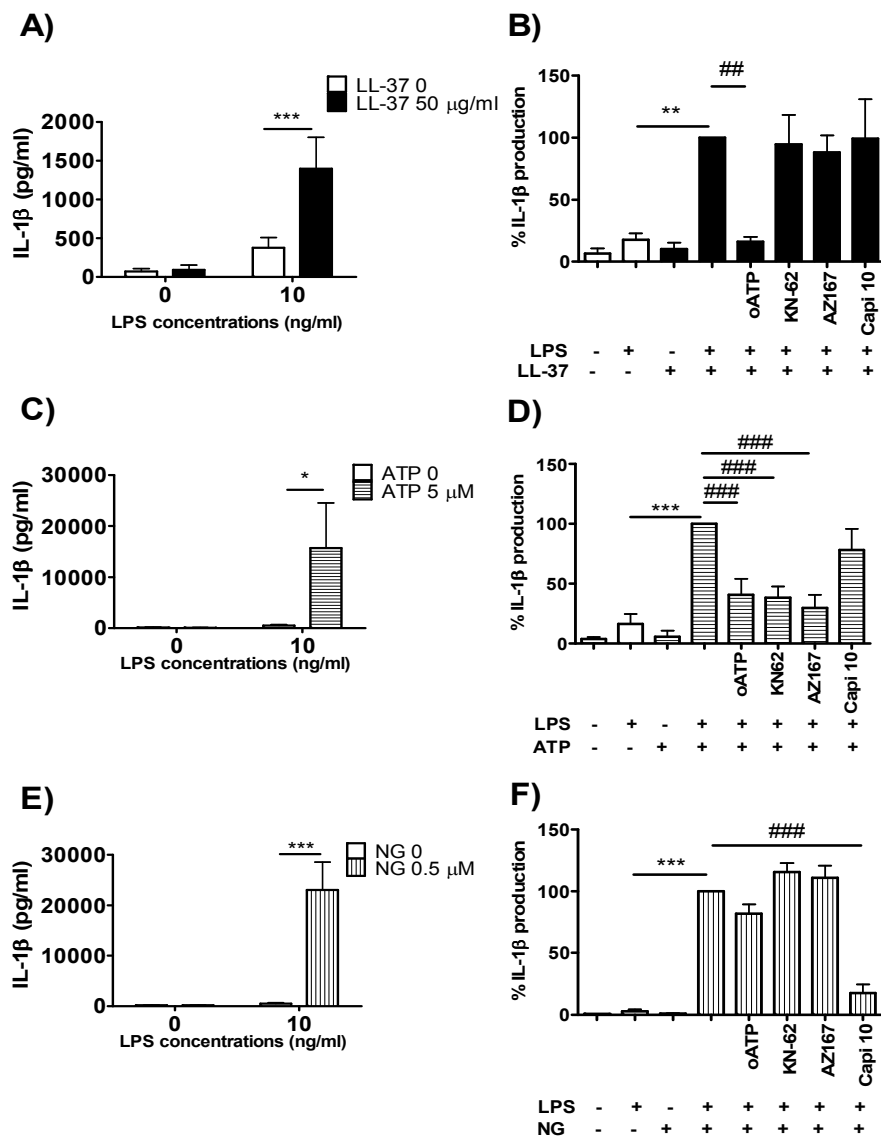 A)
LL-37 0
LL-37 50 μg/ml
***
2000
1500
1000
500
0
IL-1β (pg/ml)
0
10
LPS concentrations (ng/ml)
B)
##
**
150
100
50
0
% IL-1β production
oATP
KN-62
AZ167
Capi 10
LPS - + - + + + + +
LL-37 - - + + + + + +
C)
ATP 0
ATP 5 μM
*
30000
20000
10000
0
IL-1β (pg/ml)
0
10
LPS concentrations (ng/ml)
D)
###
###
###
***
150
100
50
0
% IL-1β production
oATP
KN62
AZ167
Capi 10
LPS - + - + + + + +
ATP - - + + + + + +
E)
NG 0
NG 0.5 μM
***
30000
20000
10000
0
IL-1β (pg/ml)
0
10
LPS concentrations (ng/ml)
F)
###
***
150
100
50
0
% IL-1β production
oATP
KN-62
AZ167
Capi 10
LPS - + - + + + + +
NG - - + + + + + +